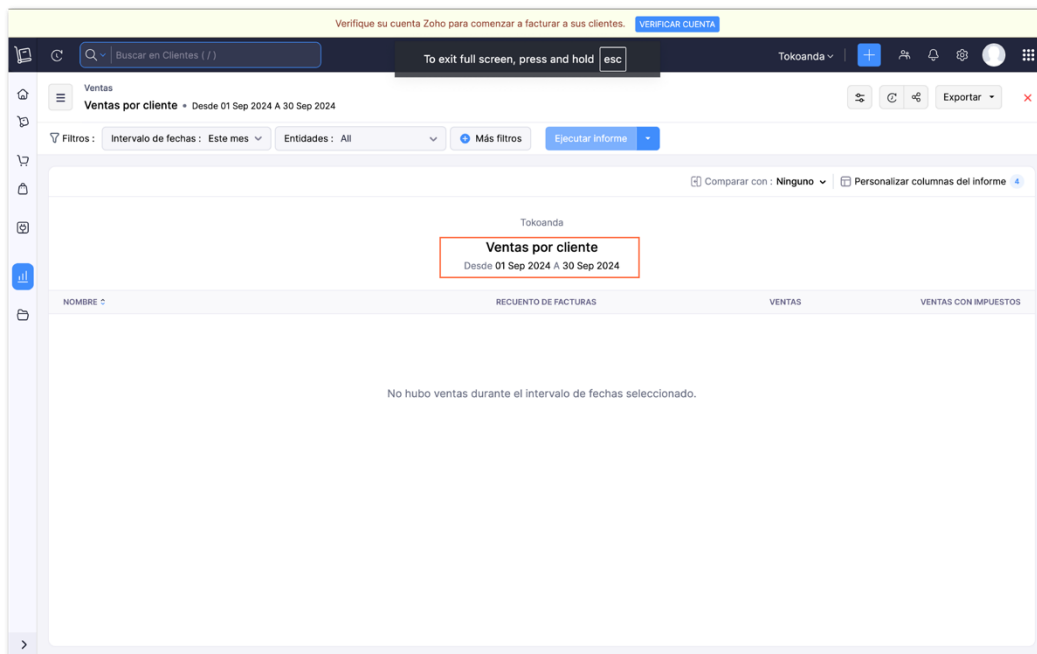 Verifique su cuenta Zoho para comenzar a facturar a sus clientes. VERIFICAR CUENTA
Buscar en Clientes ( / )
To exit full screen, press and hold esc
Tokoanda
Ventas
Ventas por cliente • Desde 01 Sep 2024 A 30 Sep 2024
Exportar
Filtros : Intervalo de fechas : Este mes Entidades : All Más filtros Ejecutar informe
Comparar con : Ninguno Personalizar columnas del informe 4
Tokoanda
Ventas por cliente
Desde 01 Sep 2024 A 30 Sep 2024
NOMBRE RECUENTO DE FACTURAS VENTAS VENTAS CON IMPUESTOS
No hubo ventas durante el intervalo de fechas seleccionado.